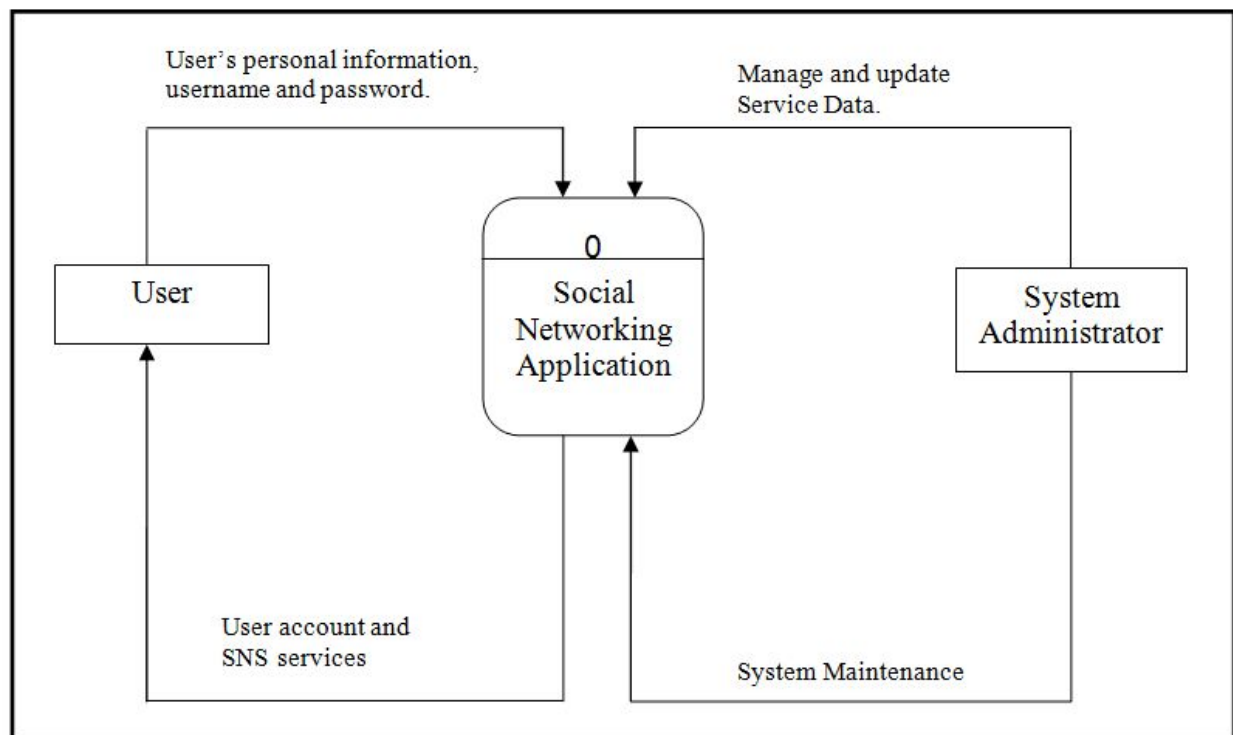 User’s personal information,
username and password.
Manage and update
Service Data.
0
User
Social
Networking
Application
System
Administrator
User account and
SNS services
System Maintenance